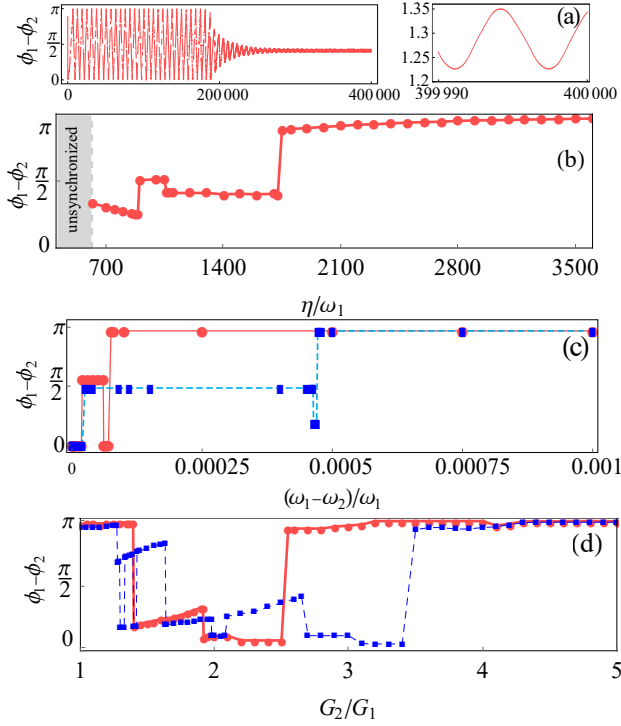 (a)
π
π/2
0
ϕ₁–ϕ₂
0
200 000
400 000
1.35
1.3
1.25
1.2
399 990
400 000
(b)
π
π/2
0
ϕ₁–ϕ₂
unsynchronized
700
1400
2100
2800
3500
η/ω₁
(c)
π
π/2
0
ϕ₁–ϕ₂
0
0.00025
0.0005
0.00075
0.001
(ω₁–ω₂)/ω₁
(d)
π
π/2
0
ϕ₁–ϕ₂
1
2
3
4
5
G₂/G₁